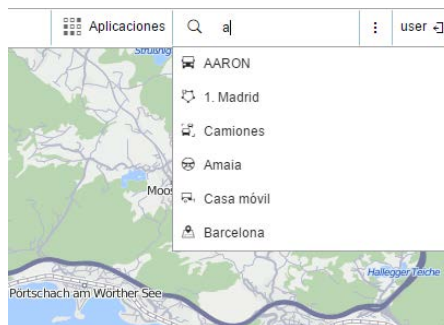 Aplicaciones
a
user
AARON
1. Madrid
Camiones
Amaia
Casa móvil
Barcelona
Moos
Hallegger Teiche
Pörtschach am Wörther See